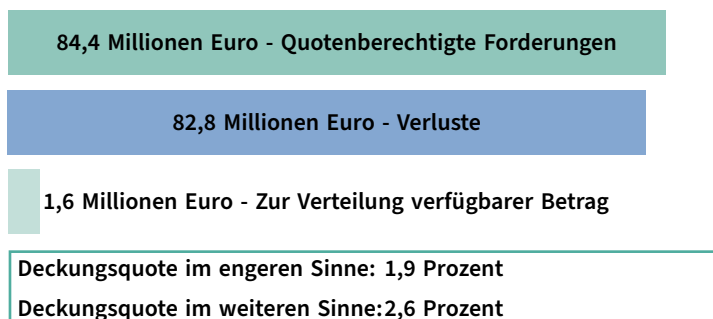 84,4 Millionen Euro - Quotenberechtigte Forderungen
82,8 Millionen Euro - Verluste
1,6 Millionen Euro - Zur Verteilung verfügbarer Betrag
Deckungsquote im engeren Sinne: 1,9 Prozent
Deckungsquote im weiteren Sinne:2,6 Prozent